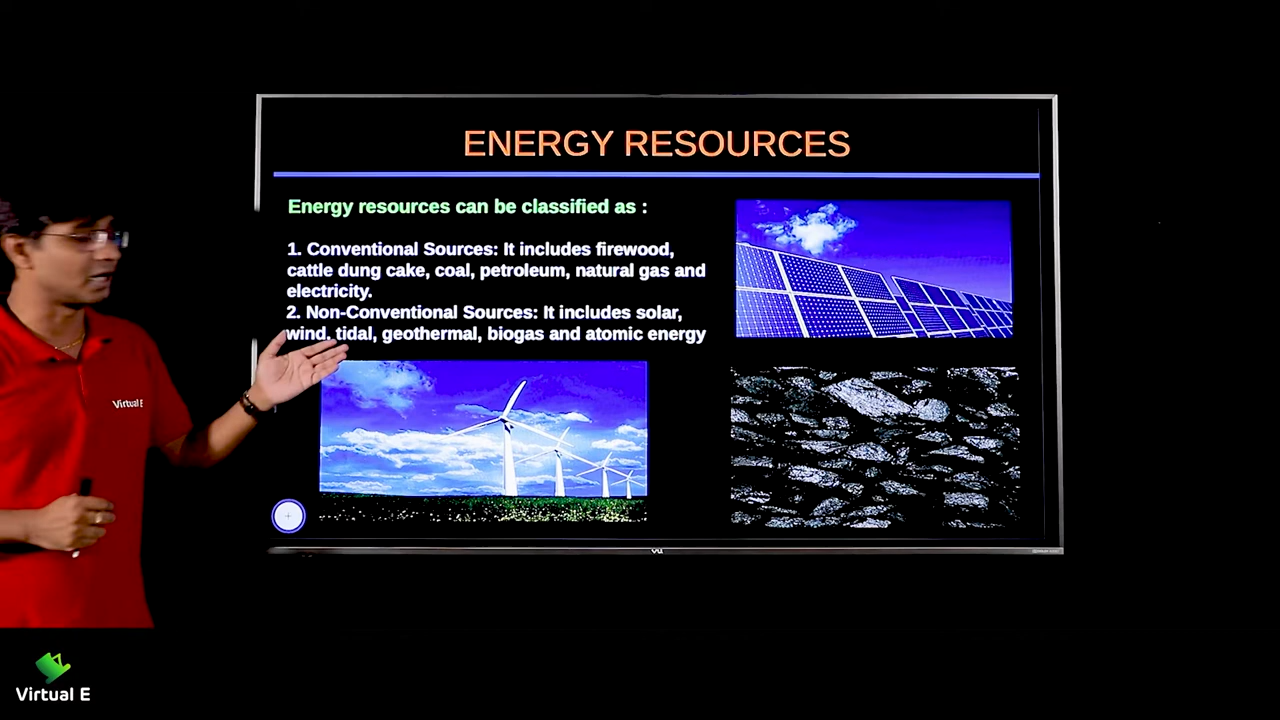 ENERGY RESOURCES
Energy resources can be classified as :
1. Conventional Sources: It includes firewood,
cattle dung cake, coal, petroleum, natural gas and
electricity.
2. Non-Conventional Sources: It includes solar,
wind, tidal, geothermal, biogas and atomic energy
Virtual E
vu
Virtual E